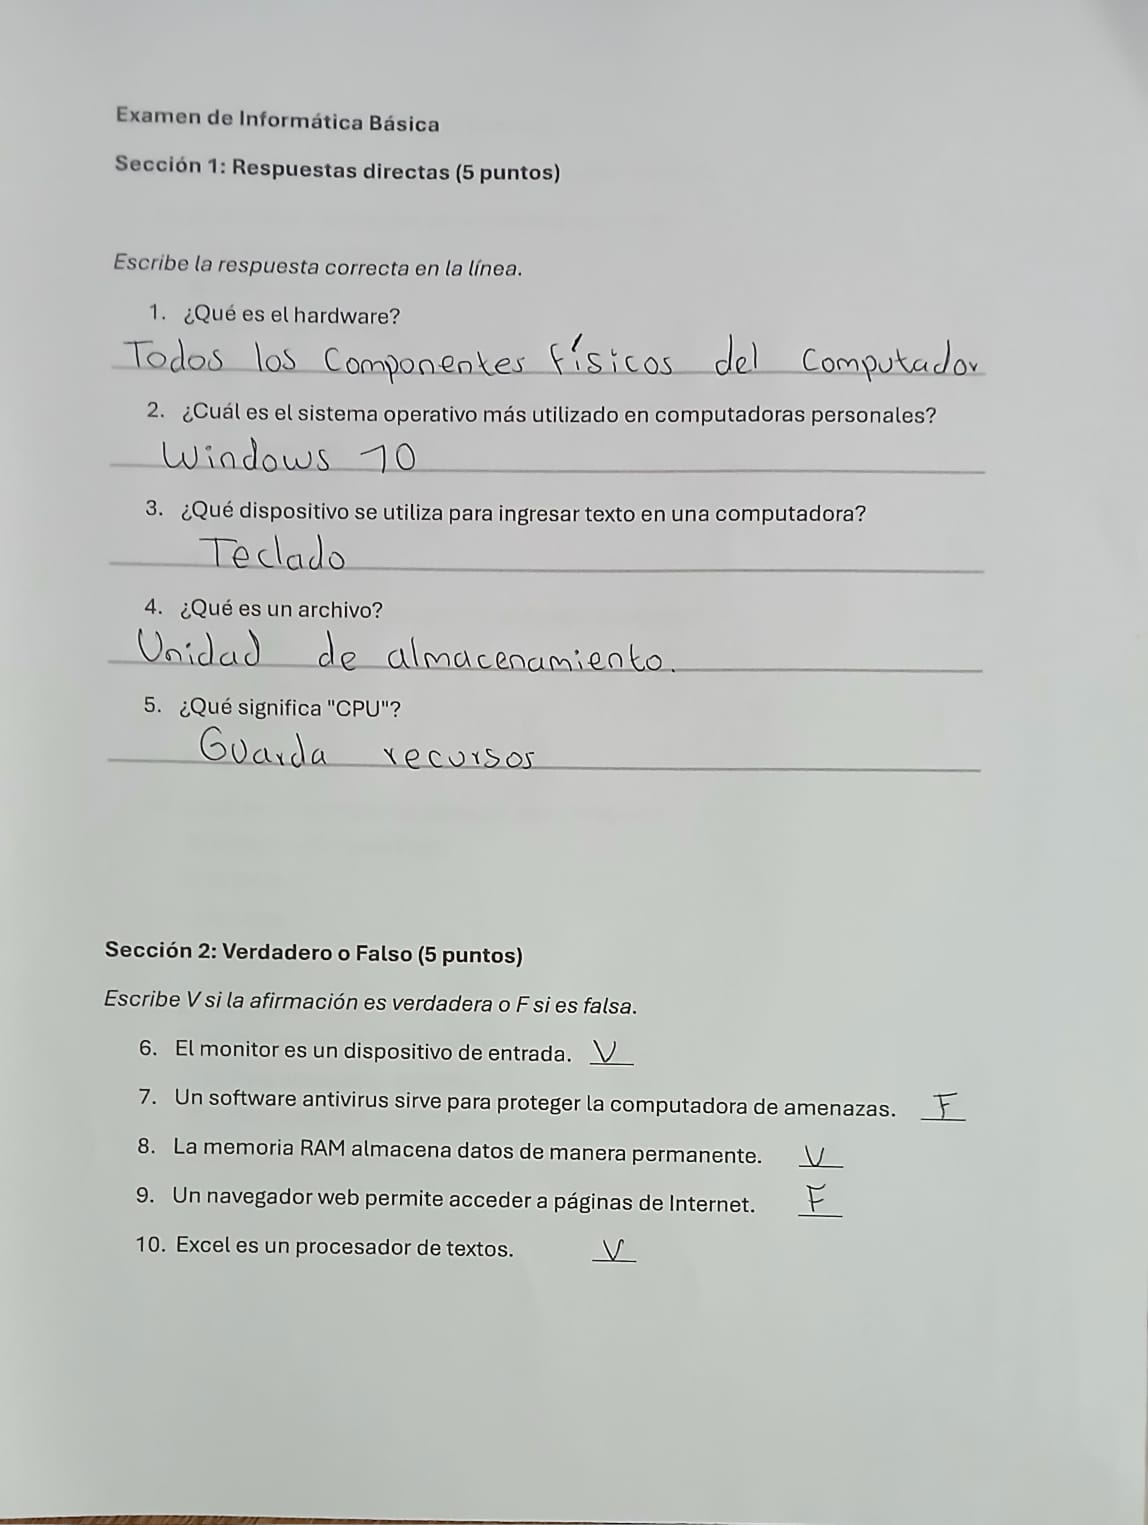 Examen de Informática Básica
Sección 1: Respuestas directas (5 puntos)
Escribe la respuesta correcta en la línea.
1. ¿Qué es el hardware?
Todos los Componentes físicos del Computador
2. ¿Cuál es el sistema operativo más utilizado en computadoras personales?
Windows 10
3. ¿Qué dispositivo se utiliza para ingresar texto en una computadora?
Teclado
4. ¿Qué es un archivo?
Unidad de almacenamiento.
5. ¿Qué significa "CPU"?
Guarda recursos
Sección 2: Verdadero o Falso (5 puntos)
Escribe V si la afirmación es verdadera o F si es falsa.
6. El monitor es un dispositivo de entrada. V
7. Un software antivirus sirve para proteger la computadora de amenazas. F
8. La memoria RAM almacena datos de manera permanente. V
9. Un navegador web permite acceder a páginas de Internet. F
10. Excel es un procesador de textos. V